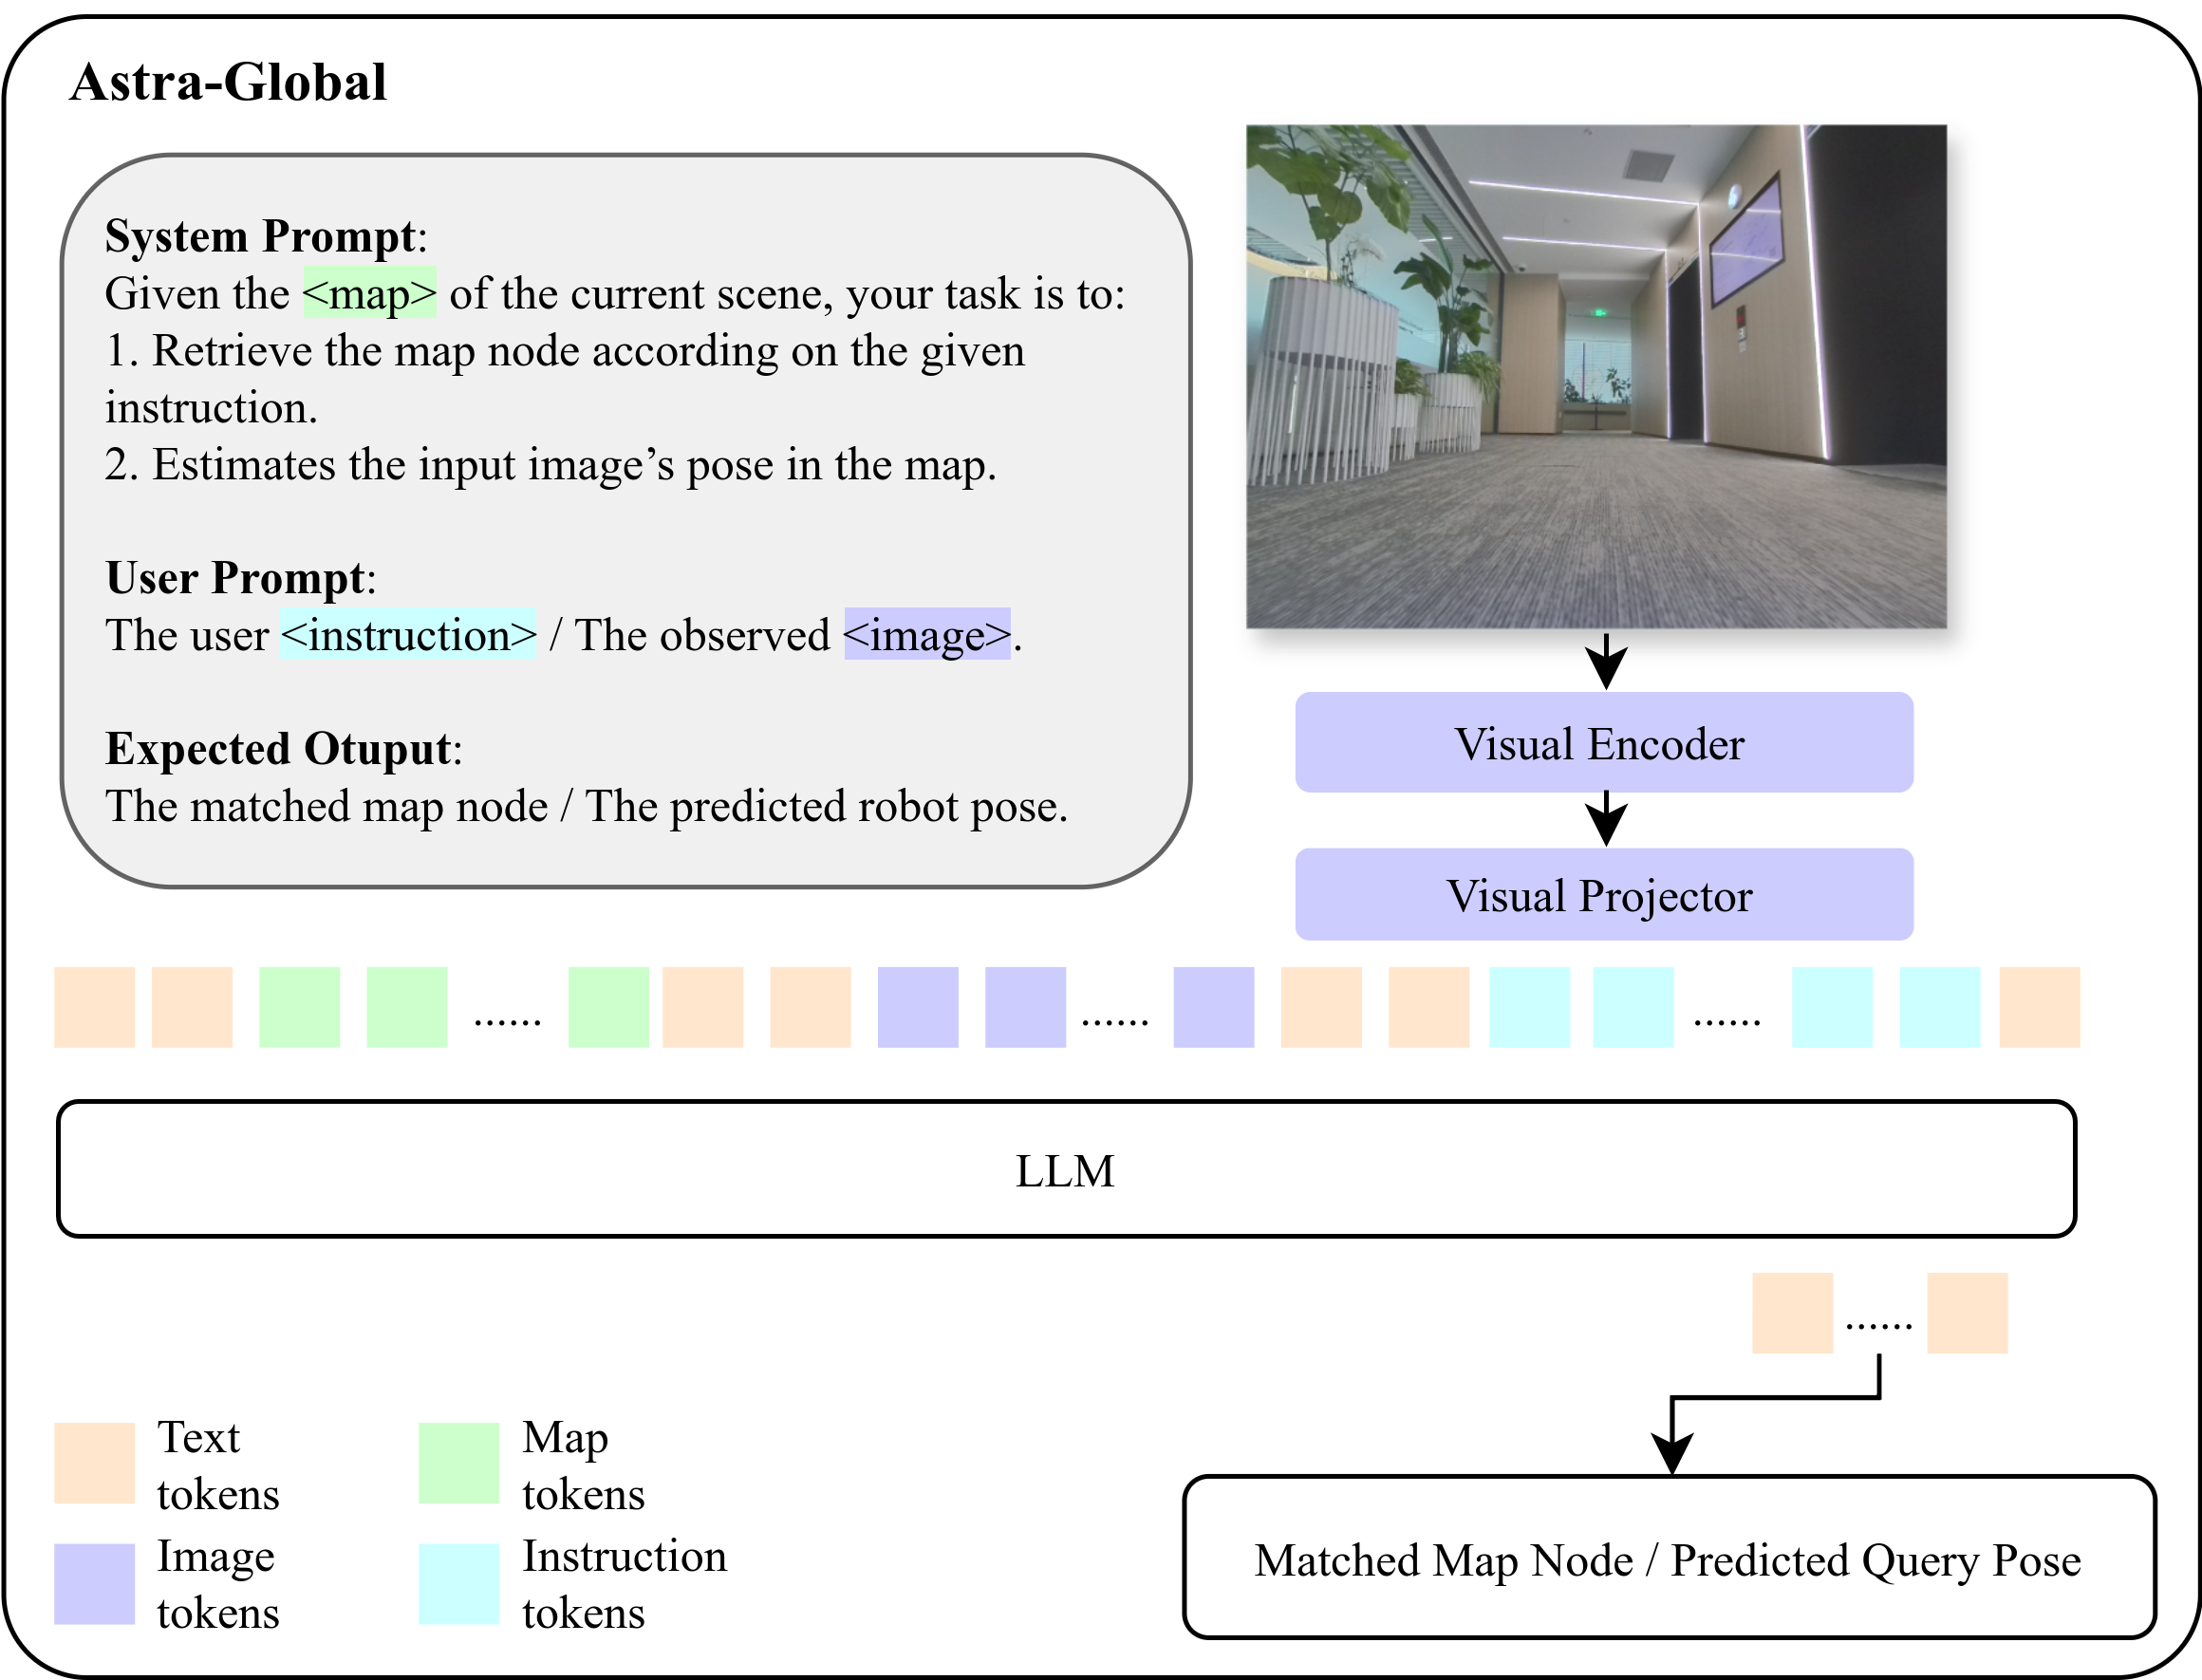 Astra-Global
System Prompt:
Given the <map> of the current scene, your task is to:
1. Retrieve the map node according on the given
instruction.
2. Estimates the input image’s pose in the map.
User Prompt:
The user <instruction> / The observed <image>.
Expected Otuput:
The matched map node / The predicted robot pose.
Visual Encoder
Visual Projector
......
......
......
LLM
......
Text
tokens
Map
tokens
Image
tokens
Instruction
tokens
Matched Map Node / Predicted Query Pose